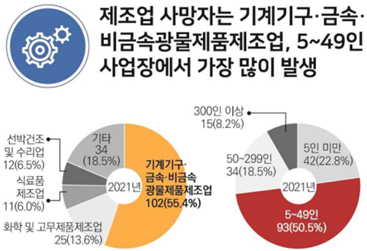 제조업 사망자는 기계기구·금속·
비금속광물제품제조업, 5~49인
사업장에서 가장 많이 발생
기타
34
(18.5%)
선박건조
및 수리업
12(6.5%)
식료품
제조업
11(6.0%)
화학 및 고무제품제조업
25(13.6%)
2021년
기계기구·
금속·비금속
광물제품제조업
102(55.4%)
300인 이상
15(8.2%)
50~299인
34(18.5%)
5인 미만
42(22.8%)
2021년
5~49인
93(50.5%)